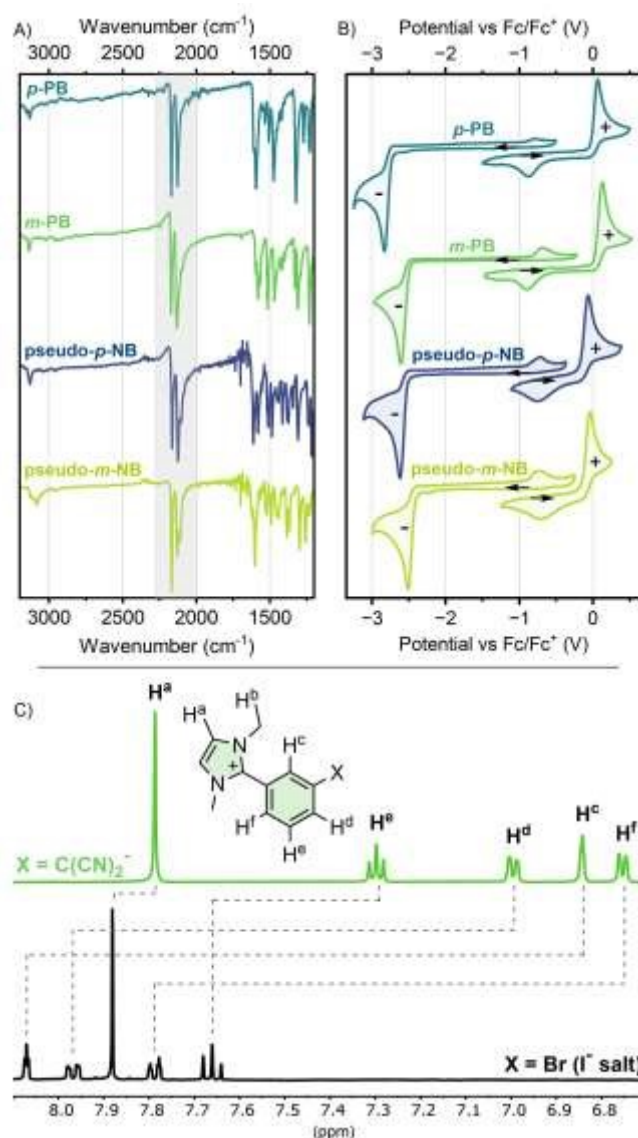 A)
Wavenumber (cm⁻¹)
3000 2500 2000 1500
p-PB
m-PB
pseudo-p-NB
pseudo-m-NB
3000 2500 2000 1500
Wavenumber (cm⁻¹)
B)
Potential vs Fc/Fc⁺ (V)
−3 −2 −1 0
p-PB
+
-
m-PB
+
-
pseudo-p-NB
+
-
pseudo-m-NB
+
-
−3 −2 −1 0
Potential vs Fc/Fc⁺ (V)
C)
Hᵃ
Hᵃ
Hᵇ
N
N
+
Hᶜ
X
Hᶠ
Hᵈ
Hᵉ
X = C(CN)₂⁻
Hᵉ
Hᵈ
Hᶜ
Hᶠ
X = Br (I⁻ salt)
8.0 7.9 7.8 7.7 7.6 7.5 7.4 7.3 7.2 7.1 7.0 6.9 6.8
(ppm)